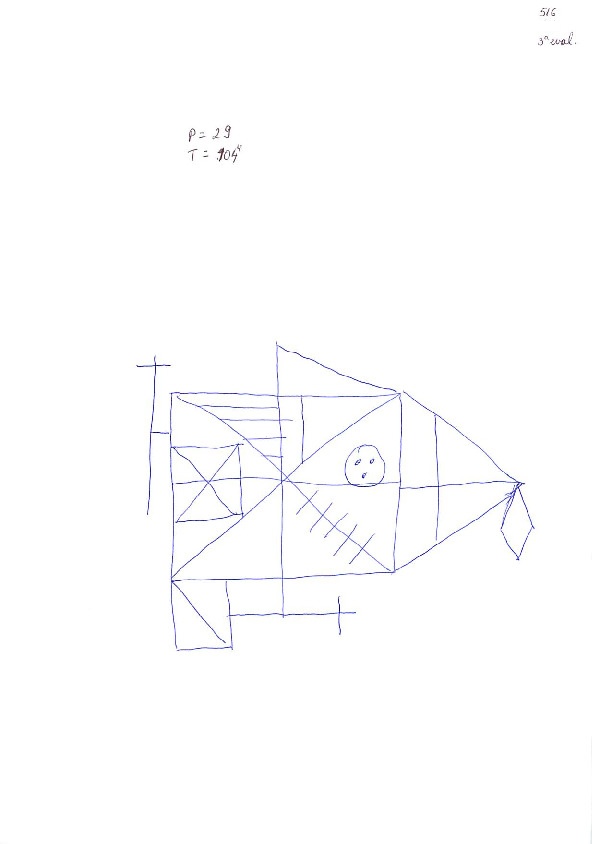 516
3ª eval.
P = 29
T = 104"